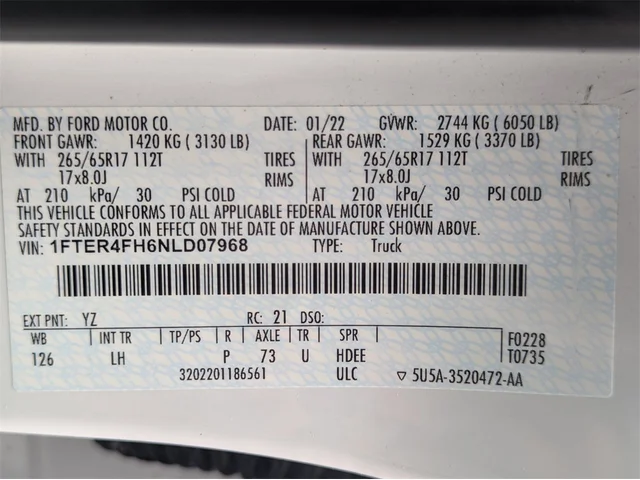 MFD. BY FORD MOTOR CO. DATE: 01/22 GVWR: 2744 KG ( 6050 LB)
FRONT GAWR: 1420 KG ( 3130 LB) REAR GAWR: 1529 KG ( 3370 LB)
WITH 265/65R17 112T TIRES WITH 265/65R17 112T TIRES
17x8.0J RIMS 17x8.0J RIMS
AT 210 kPa/ 30 PSI COLD AT 210 kPa/ 30 PSI COLD
THIS VEHICLE CONFORMS TO ALL APPLICABLE FEDERAL MOTOR VEHICLE
SAFETY STANDARDS IN EFFECT ON THE DATE OF MANUFACTURE SHOWN ABOVE.
VIN: 1FTER4FH6NLD07968 TYPE: Truck
EXT PNT: YZ RC: 21 DSO:
WB INT TR TP/PS R AXLE TR SPR F0228
126 LH P 73 U HDEE T0735
3202201186561 ULC ▽ 5U5A-3520472-AA